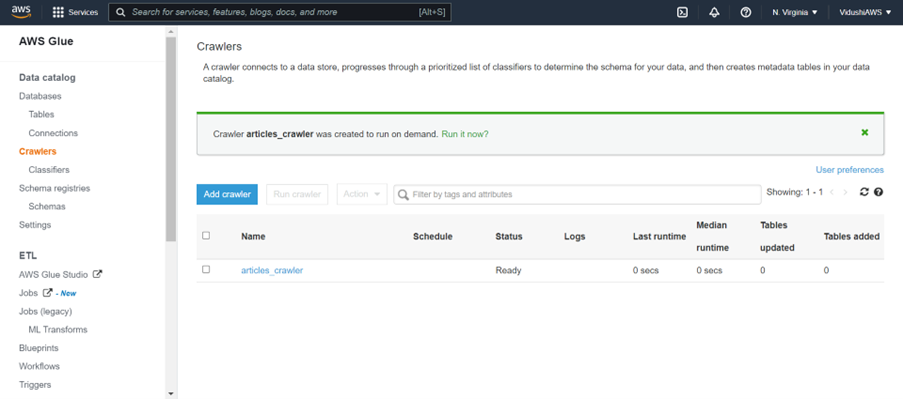 aws
Services
Search for services, features, blogs, docs, and more
[Alt+S]
N. Virginia
VidushiAWS
AWS Glue
Data catalog
Databases
Tables
Connections
Crawlers
Classifiers
Schema registries
Schemas
Settings
ETL
AWS Glue Studio
Jobs - New
Jobs (legacy)
ML Transforms
Blueprints
Workflows
Triggers
Crawlers
A crawler connects to a data store, progresses through a prioritized list of classifiers to determine the schema for your data, and then creates metadata tables in your data
catalog.
Crawler articles_crawler was created to run on demand. Run it now?
User preferences
Add crawler
Run crawler
Action
Filter by tags and attributes
Showing: 1 - 1
Name Schedule Status Logs Last runtime Median runtime Tables updated Tables added
articles_crawler Ready 0 secs 0 secs 0 0